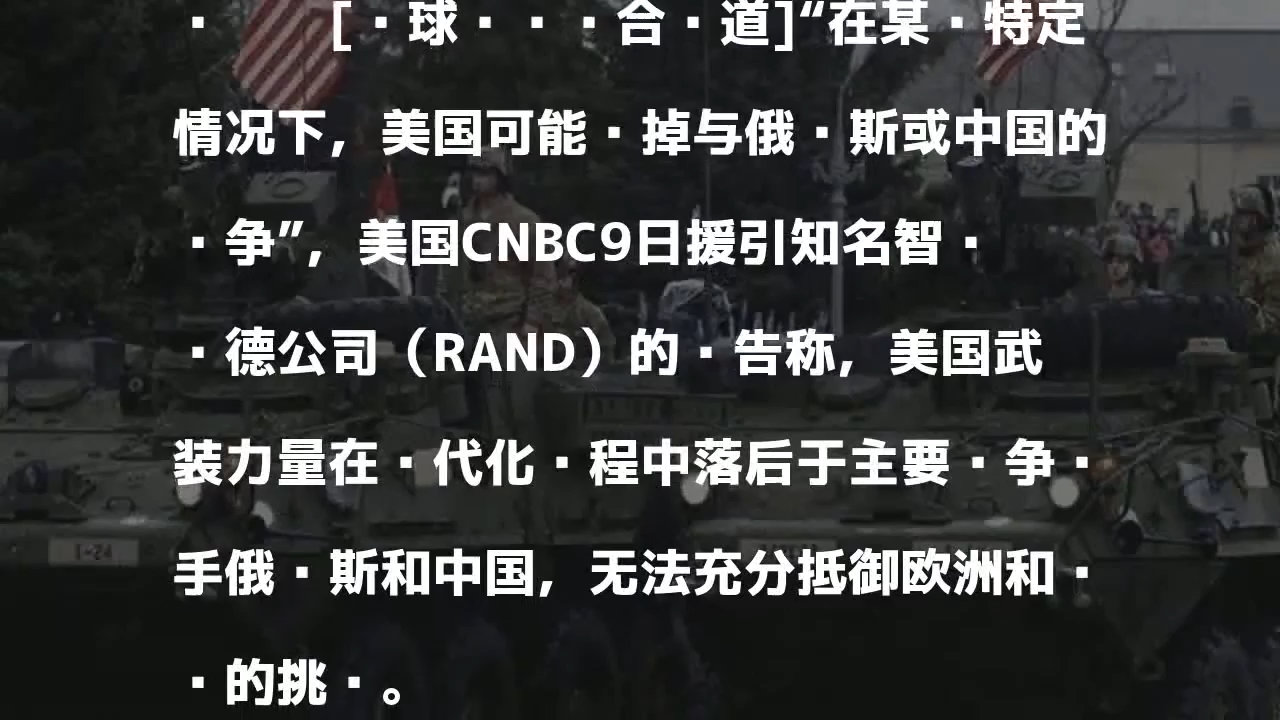 · [·球···合·道]“在某·特定
情况下，美国可能·掉与俄·斯或中国的
·争”，美国CNBC9日援引知名智·
·德公司（RAND）的·告称，美国武
装力量在·代化·程中落后于主要·争·
手俄·斯和中国，无法充分抵御欧洲和·
·的挑·。
I-24